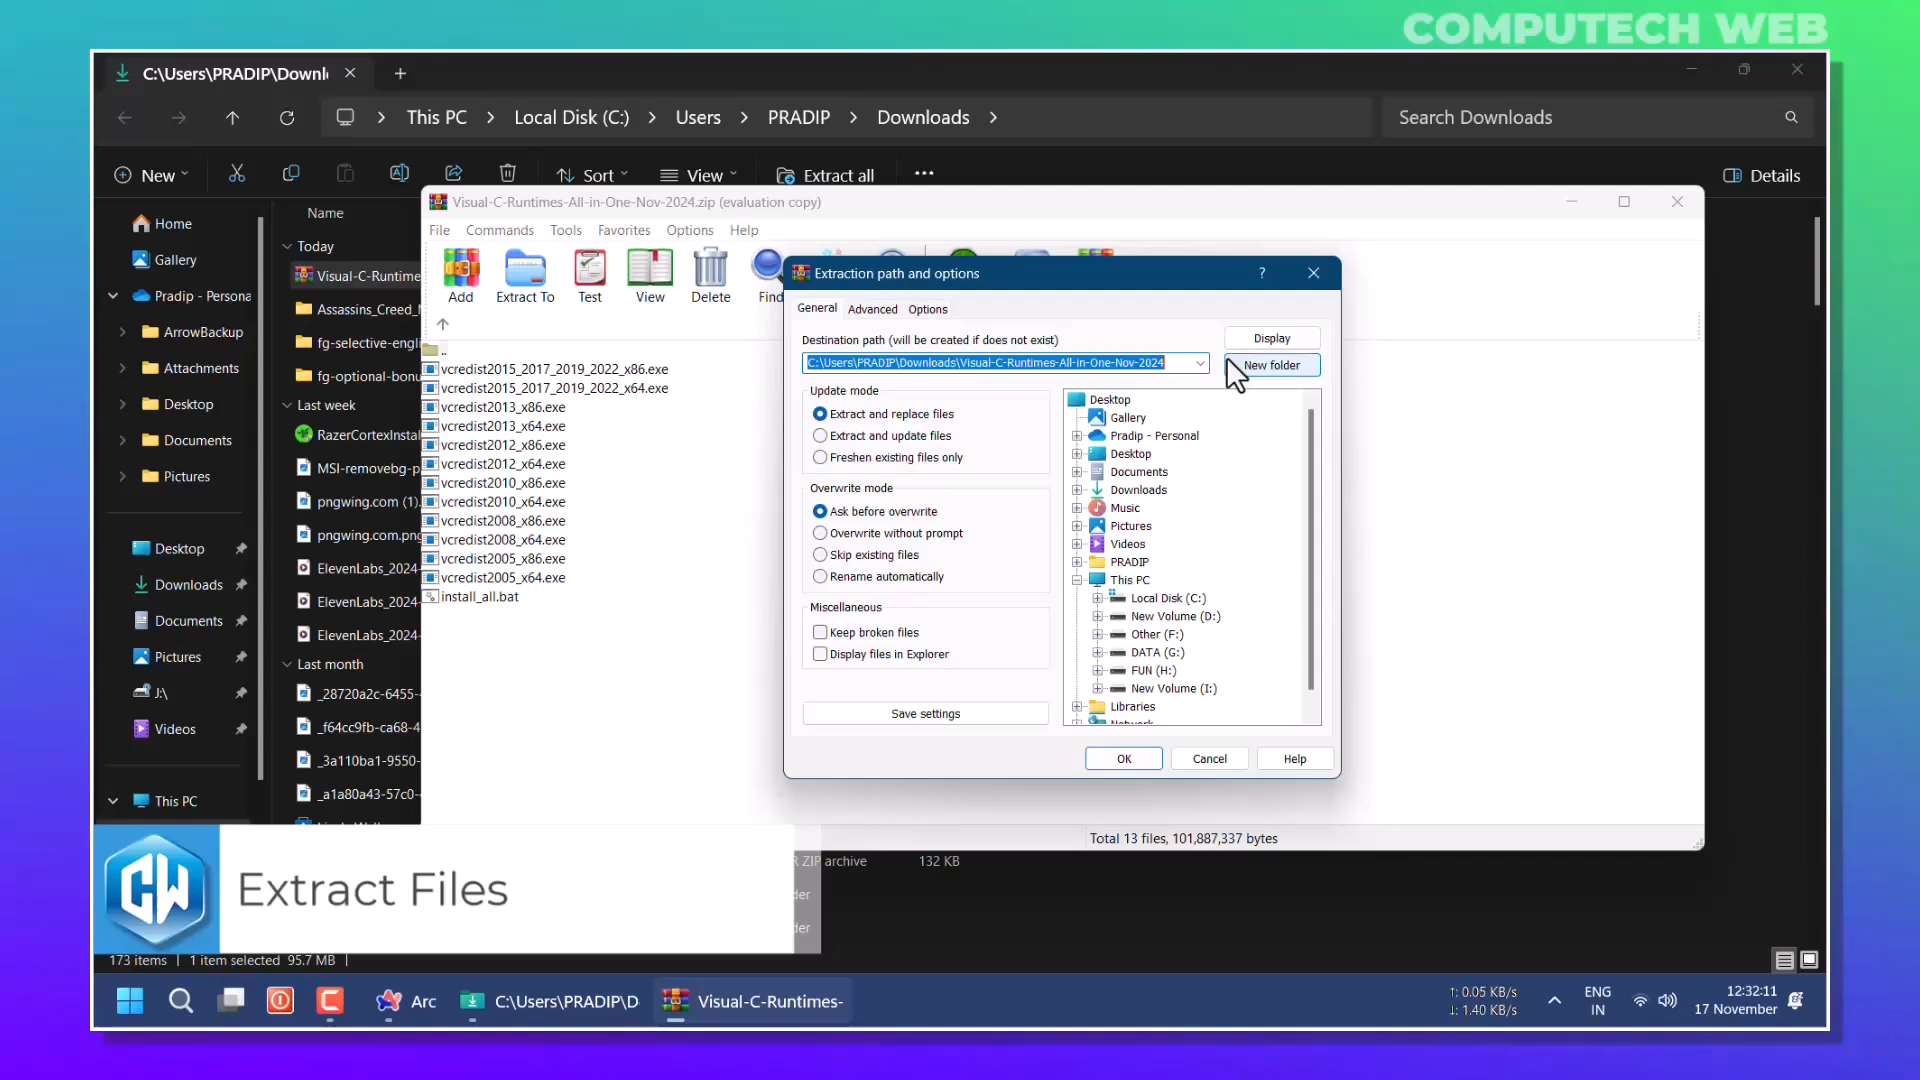 COMPUTECH WEB
C:\Users\PRADIP\Downl
This PC
Local Disk (C:)
Users
PRADIP
Downloads
Search Downloads
New
Sort
View
Extract all
Details
Home
Gallery
Pradip - Persona
ArrowBackup
Attachments
Desktop
Documents
Pictures
Desktop
Downloads
Documents
Pictures
J:\
Videos
This PC
Name
Today
Visual-C-Runtime
Assassins_Creed_
fg-selective-engl
fg-optional-bonu
Last week
RazerCortexInstal
MSI-removebg-p
pngwing.com (1).
pngwing.com.png
ElevenLabs_2024-
ElevenLabs_2024-
ElevenLabs_2024-
Last month
_28720a2c-6455-
_f64cc9fb-ca68-4
_3a110ba1-9550-
_a1a80a43-57c0-
Visual-C-Runtimes-All-in-One-Nov-2024.zip (evaluation copy)
File Commands Tools Favorites Options Help
Add
Extract To
Test
View
Delete
Find
..
vcredist2015_2017_2019_2022_x86.exe
vcredist2015_2017_2019_2022_x64.exe
vcredist2013_x86.exe
vcredist2013_x64.exe
vcredist2012_x86.exe
vcredist2012_x64.exe
vcredist2010_x86.exe
vcredist2010_x64.exe
vcredist2008_x86.exe
vcredist2008_x64.exe
vcredist2005_x86.exe
vcredist2005_x64.exe
install_all.bat
Extraction path and options
?
General Advanced Options
Destination path (will be created if does not exist)
C:\Users\PRADIP\Downloads\Visual-C-Runtimes-All-in-One-Nov-2024
Display
New folder
Update mode
Extract and replace files
Extract and update files
Freshen existing files only
Overwrite mode
Ask before overwrite
Overwrite without prompt
Skip existing files
Rename automatically
Miscellaneous
Keep broken files
Display files in Explorer
Save settings
Desktop
Gallery
Pradip - Personal
Desktop
Documents
Downloads
Music
Pictures
Videos
PRADIP
This PC
Local Disk (C:)
New Volume (D:)
Other (F:)
DATA (G:)
FUN (H:)
New Volume (I:)
Libraries
Network
OK
Cancel
Help
Total 13 files, 101,887,337 bytes
R ZIP archive
132 KB
der
der
CW
Extract Files
173 items
1 item selected 95.7 MB
Arc
C:\Users\PRADIP\D
Visual-C-Runtimes-
↑: 0.05 KB/s
↓: 1.40 KB/s
ENG
IN
12:32:11
17 November